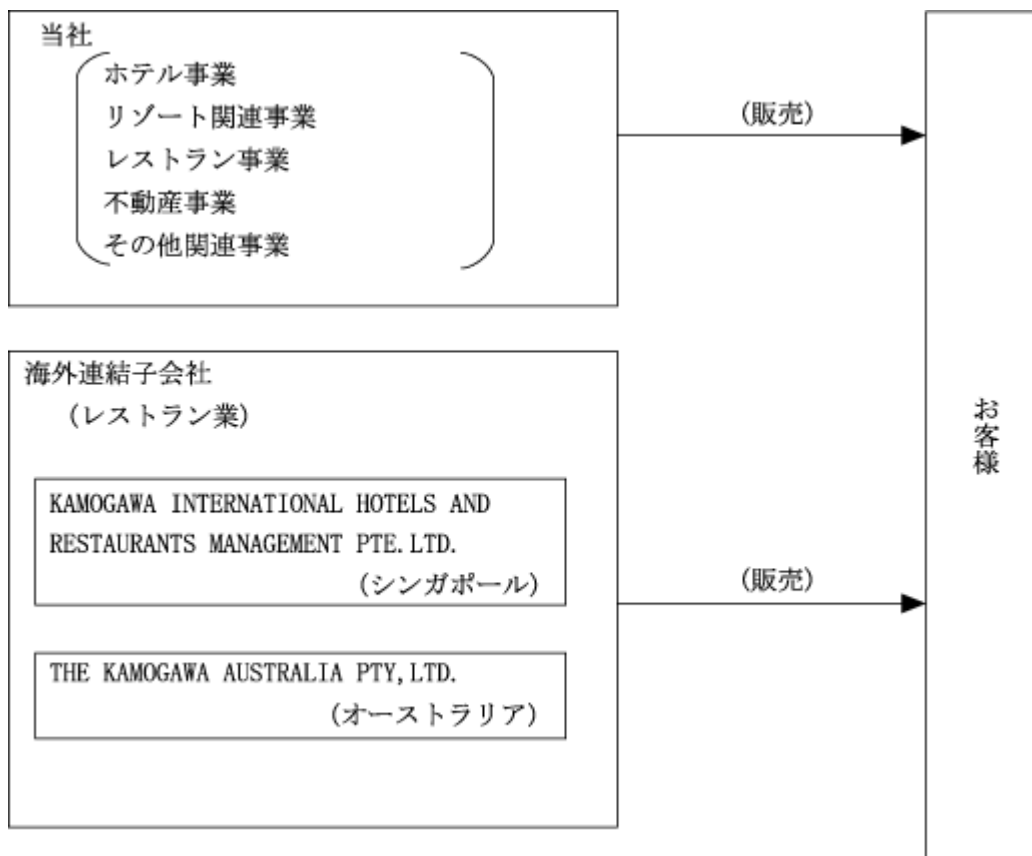 当社
ホテル事業
リゾート関連事業
レストラン事業
不動産事業
その他関連事業
(販売)
海外連結子会社
(レストラン業)
KAMOGAWA INTERNATIONAL HOTELS AND
RESTAURANTS MANAGEMENT PTE.LTD.
(シンガポール)
THE KAMOGAWA AUSTRALIA PTY,LTD.
(オーストラリア)
(販売)
お客様